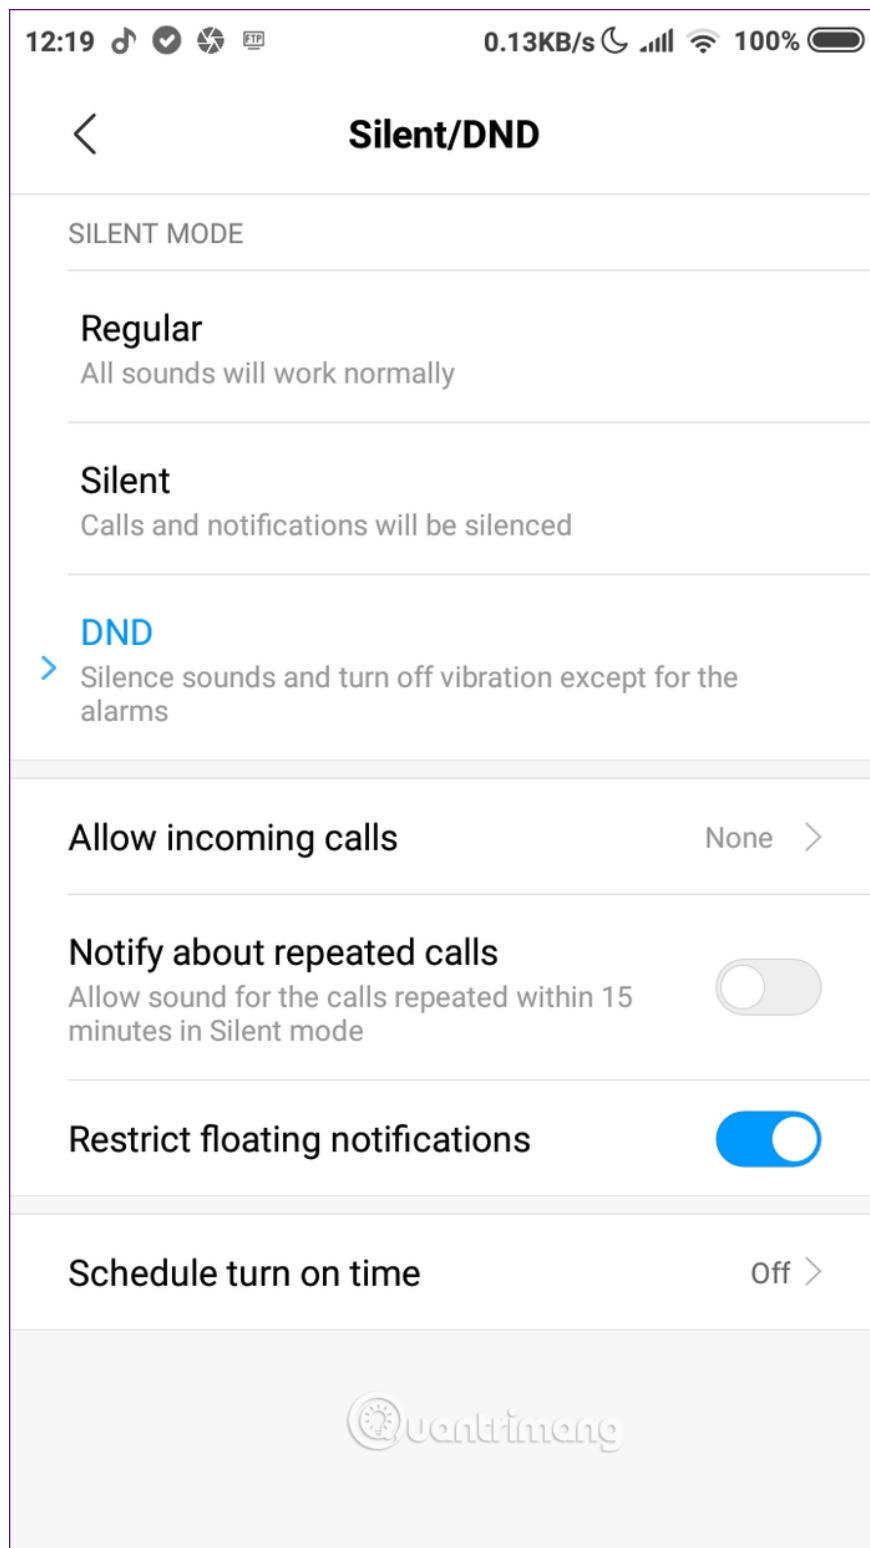 12:19 FTP 0.13KB/s 100%
Silent/DND
SILENT MODE
Regular
All sounds will work normally
Silent
Calls and notifications will be silenced
DND
Silence sounds and turn off vibration except for the
alarms
Allow incoming calls None
Notify about repeated calls
Allow sound for the calls repeated within 15
minutes in Silent mode
Restrict floating notifications
Schedule turn on time Off
Quantrimang